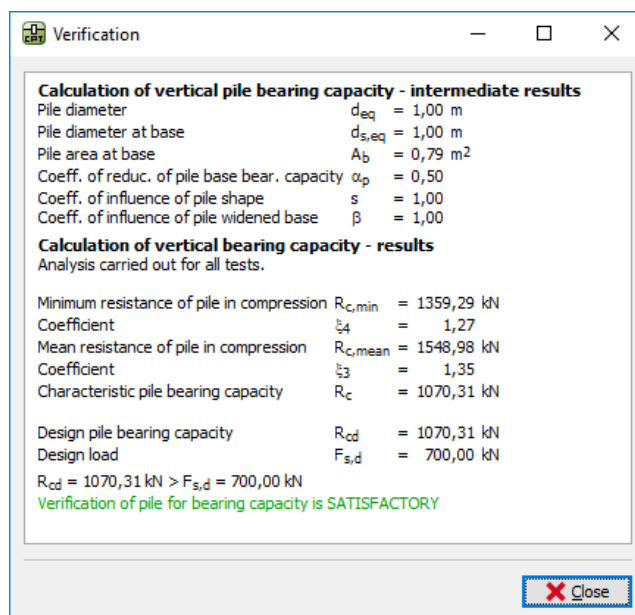 CPT Verification
Calculation of vertical pile bearing capacity - intermediate results
Pile diameter d_eq = 1,00 m
Pile diameter at base d_s,eq = 1,00 m
Pile area at base A_b = 0,79 m²
Coeff. of reduc. of pile base bear. capacity α_p = 0,50
Coeff. of influence of pile shape s = 1,00
Coeff. of influence of pile widened base β = 1,00
Calculation of vertical bearing capacity - results
Analysis carried out for all tests.
Minimum resistance of pile in compression R_c,min = 1359,29 kN
Coefficient ξ_4 = 1,27
Mean resistance of pile in compression R_c,mean = 1548,98 kN
Coefficient ξ_3 = 1,35
Characteristic pile bearing capacity R_c = 1070,31 kN
Design pile bearing capacity R_cd = 1070,31 kN
Design load F_s,d = 700,00 kN
R_cd = 1070,31 kN > F_s,d = 700,00 kN
Verification of pile for bearing capacity is SATISFACTORY
Close